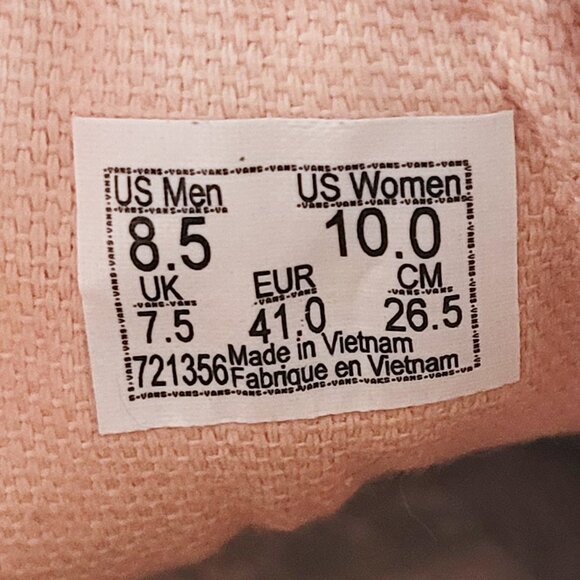 US Men US Women
8.5 10.0
UK EUR CM
7.5 41.0 26.5
721356 Made in Vietnam
Fabrique en Vietnam